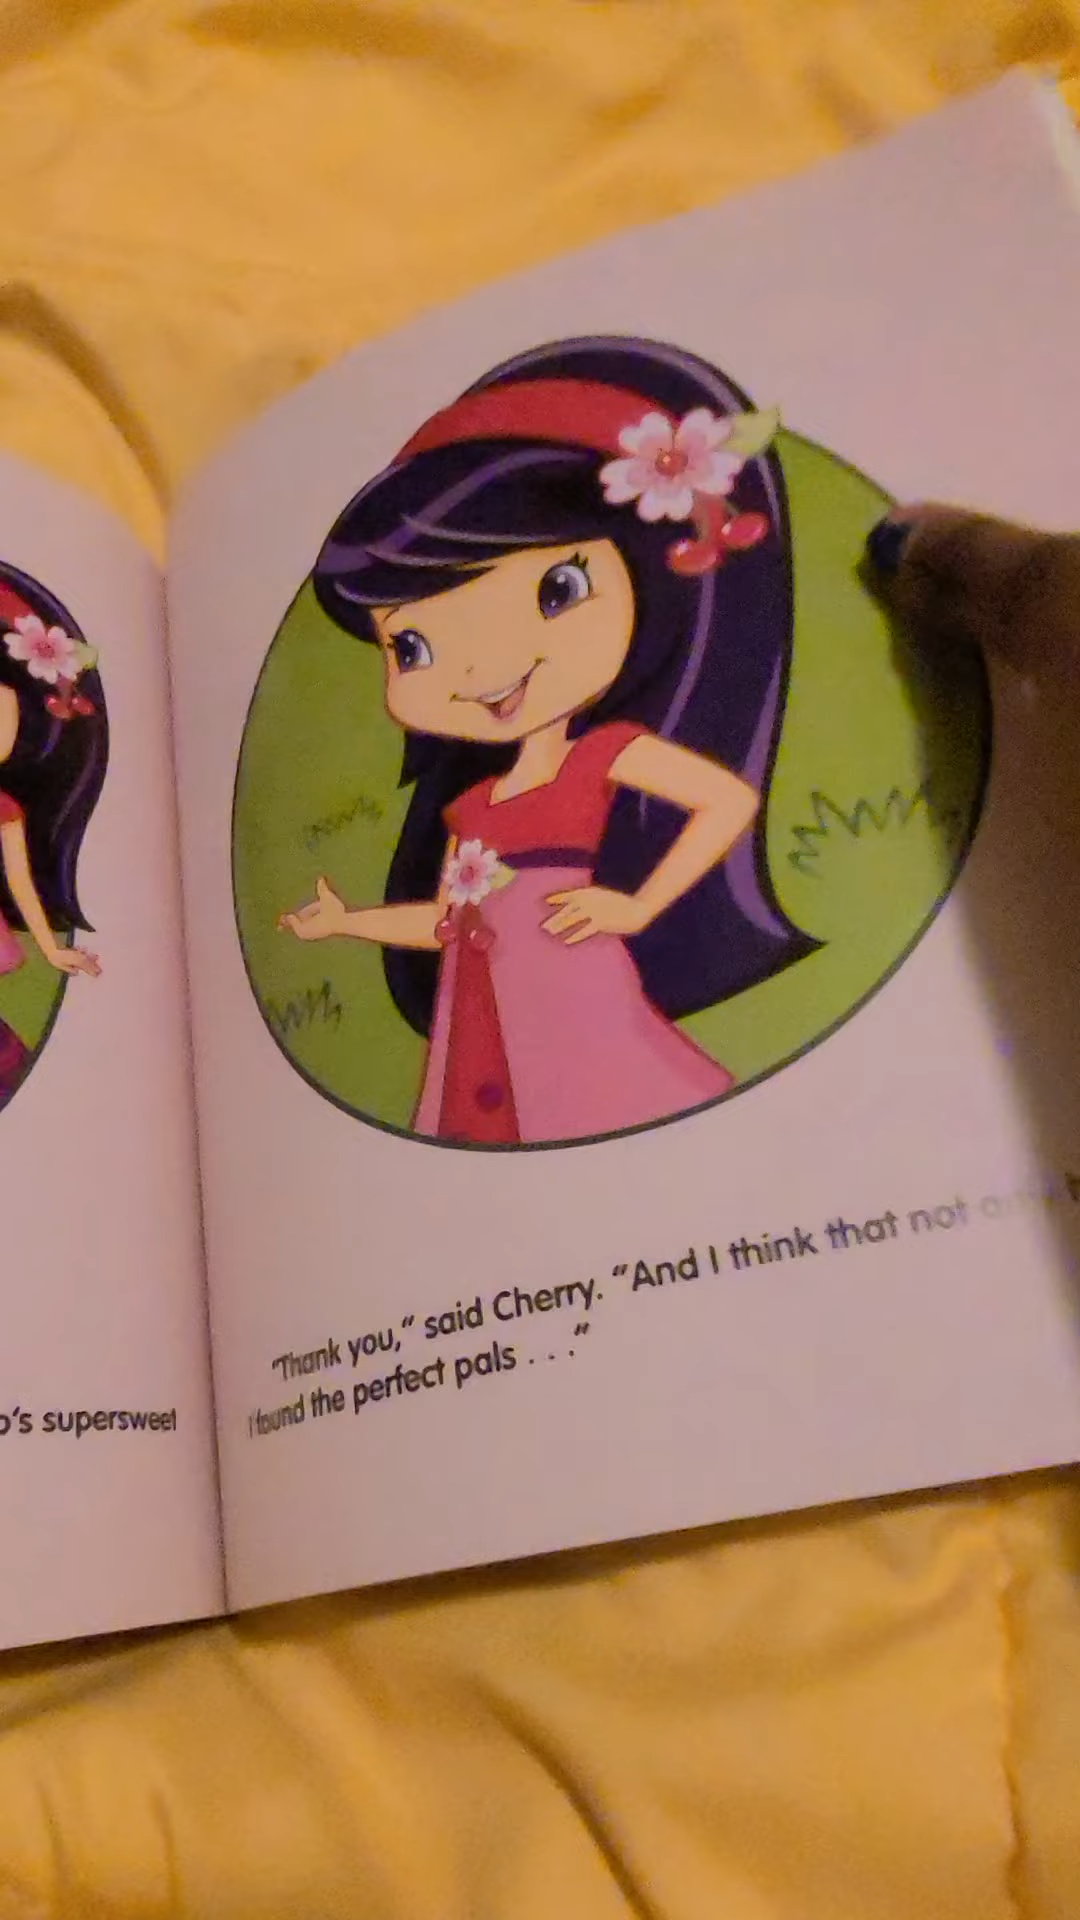 supersweet
"Thank you," said Cherry. "And I think that not
I found the perfect pals . . ."